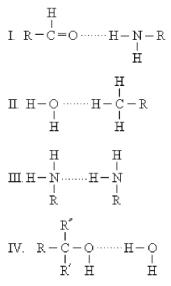 H
I. R—C=O········H—N—R
H
H
II. H—O········H—C—R
H H
H H
III. H—N········H—N
R R
R″
IV. R—C—O········H—O
R′ H H